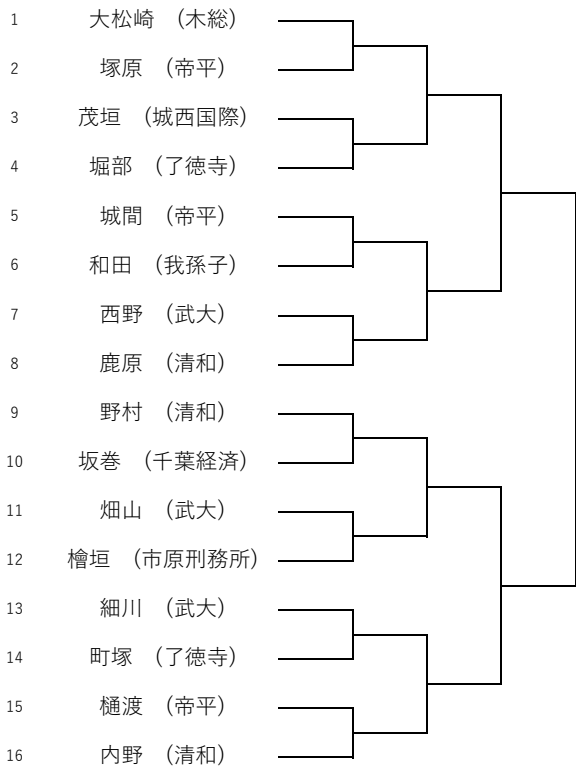 1 大松崎 （木総）
2 塚原 （帝平）
3 茂垣 （城西国際）
4 堀部 （了徳寺）
5 城間 （帝平）
6 和田 （我孫子）
7 西野 （武大）
8 鹿原 （清和）
9 野村 （清和）
10 坂巻 （千葉経済）
11 畑山 （武大）
12 檜垣 （市原刑務所）
13 細川 （武大）
14 町塚 （了徳寺）
15 樋渡 （帝平）
16 内野 （清和）